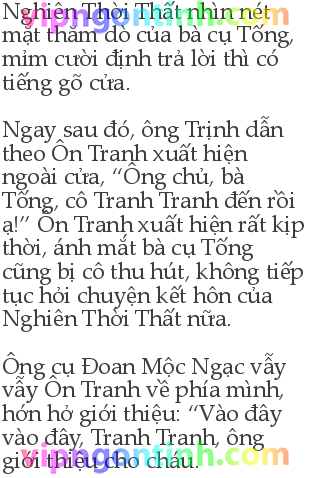 vipngontinh.com
Nghiên Thời Thất nhìn nét
mặt thăm dò của bà cụ Tống,
mỉm cười định trả lời thì có
tiếng gõ cửa.
Ngay sau đó, ông Trịnh dẫn
theo Ôn Tranh xuất hiện
ngoài cửa, “Ông chủ, bà
Tống, cô Tranh Tranh đến rồi
ạ!” Ôn Tranh xuất hiện rất kịp
thời, ánh mắt bà cụ Tống
cũng bị cô thu hút, không tiếp
tục hỏi chuyện kết hôn của
Nghiên Thời Thất nữa.
Ông cụ Đoan Mộc Ngạc vẫy
vẫy Ôn Tranh về phía mình,
hớn hở giới thiệu: “Vào đây
vào đây, Tranh Tranh, ông
giới thiệu cho cháu.
vipngontinh.com